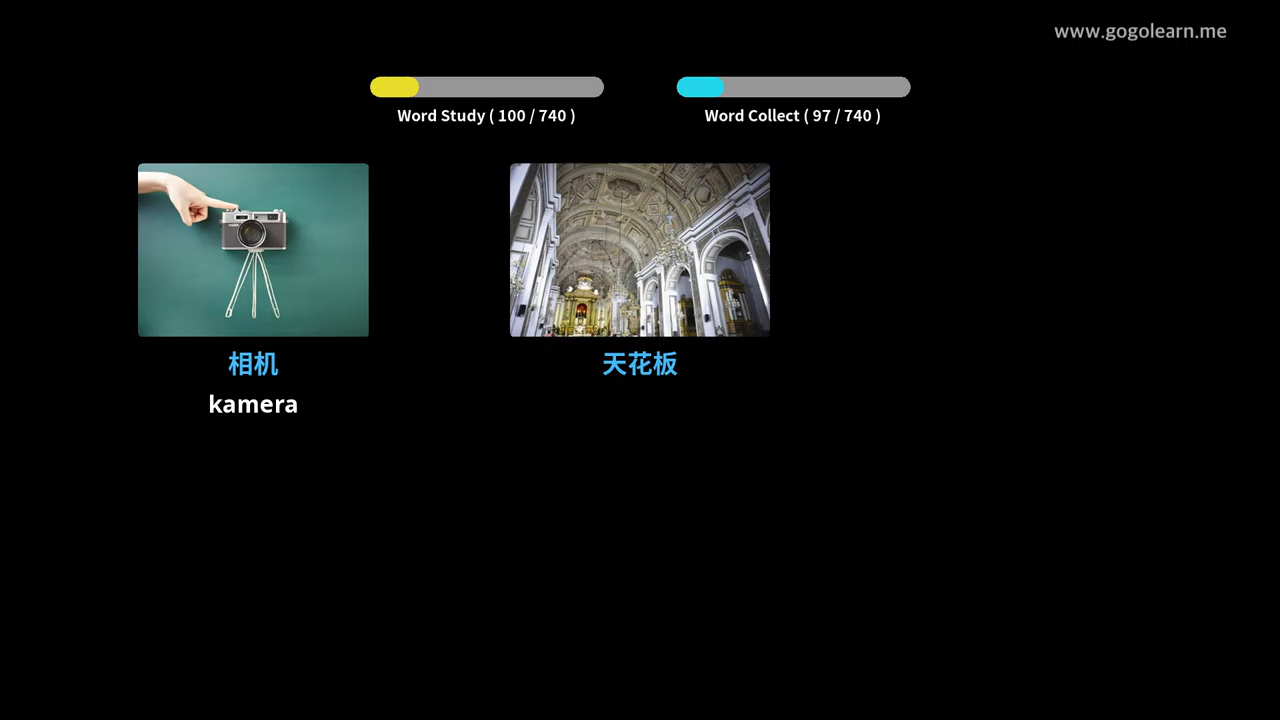 www.gogolearn.me
Word Study ( 100 / 740 )
Word Collect ( 97 / 740 )
相机
kamera
天花板